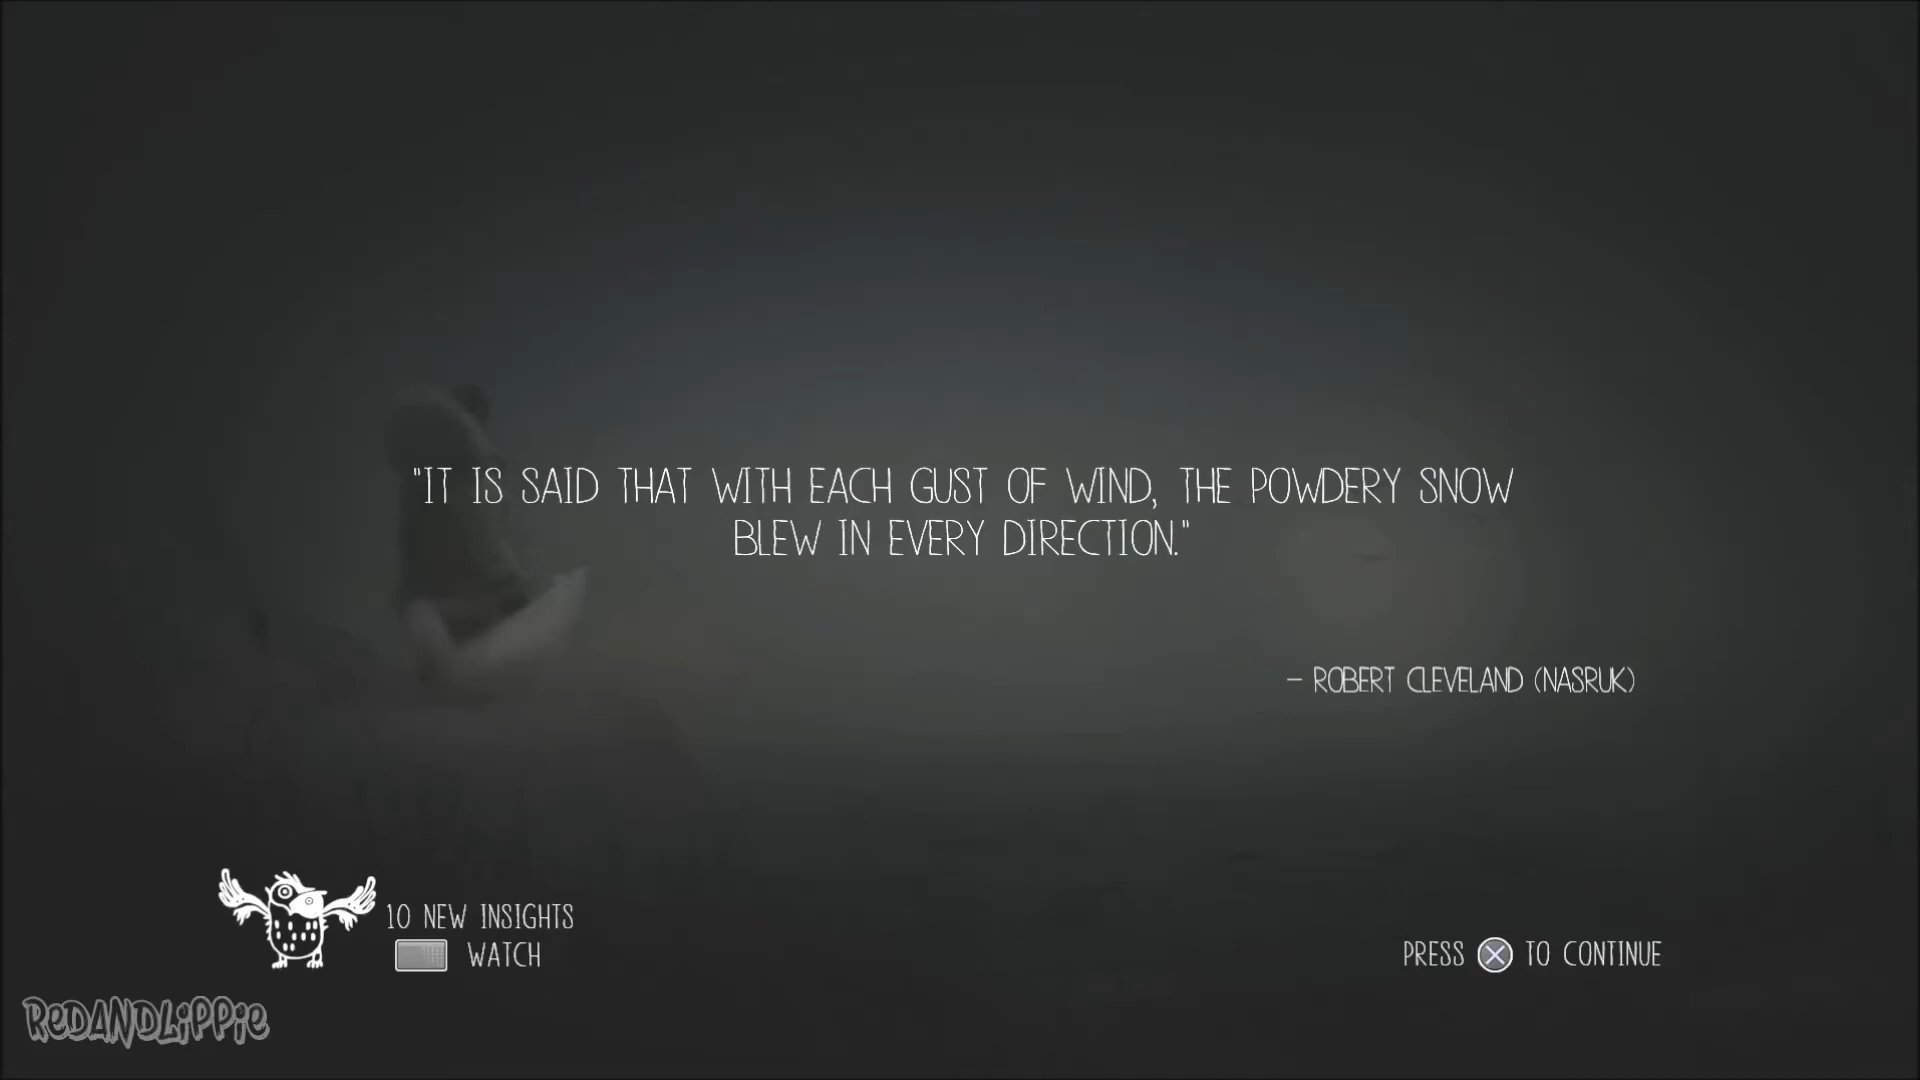 "IT IS SAID THAT WITH EACH GUST OF WIND, THE POWDERY SNOW
BLEW IN EVERY DIRECTION."
– ROBERT CLEVELAND (NASRUK)
10 NEW INSIGHTS
WATCH
PRESS TO CONTINUE
REDANDLiPPie